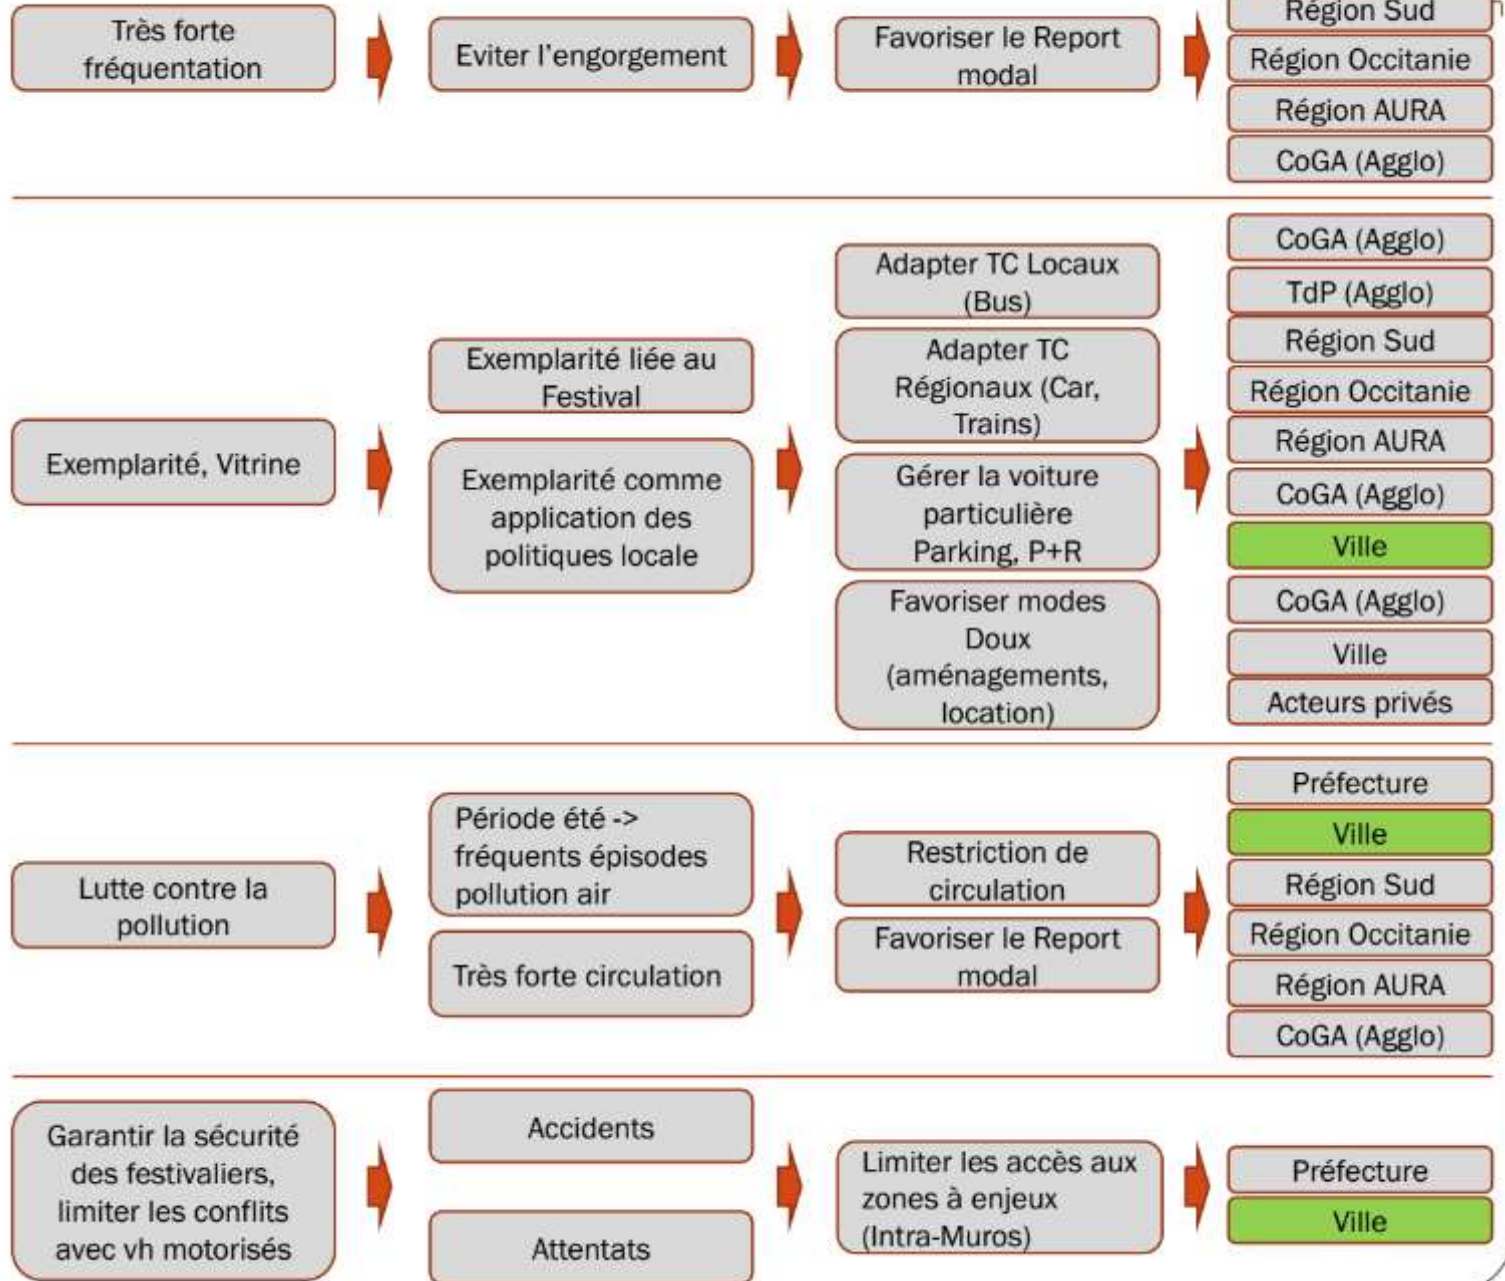 Très forte
fréquentation
Eviter l'engorgement
Favoriser le Report
modal
Région Sud
Région Occitanie
Région AURA
CoGA (Agglo)
Exemplarité, Vitrine
Exemplarité liée au
Festival
Exemplarité comme
application des
politiques locale
Adapter TC Locaux
(Bus)
Adapter TC
Régionaux (Car,
Trains)
Gérer la voiture
particulière
Parking, P+R
Favoriser modes
Doux
(aménagements,
location)
CoGA (Agglo)
TdP (Agglo)
Région Sud
Région Occitanie
Région AURA
CoGA (Agglo)
Ville
CoGA (Agglo)
Ville
Acteurs privés
Lutte contre la
pollution
Période été ->
fréquents épisodes
pollution air
Très forte circulation
Restriction de
circulation
Favoriser le Report
modal
Préfecture
Ville
Région Sud
Région Occitanie
Région AURA
CoGA (Agglo)
Garantir la sécurité
des festivaliers,
limiter les conflits
avec vh motorisés
Accidents
Attentats
Limiter les accès aux
zones à enjeux
(Intra-Muros)
Préfecture
Ville